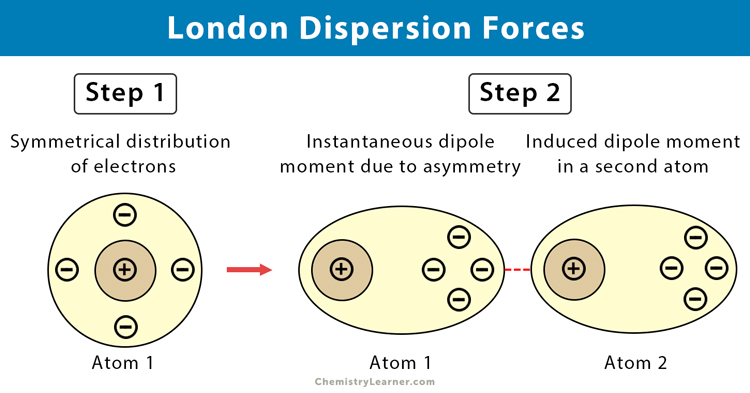 London Dispersion Forces
Step 1
Step 2
Symmetrical distribution
of electrons
Instantaneous dipole
moment due to asymmetry
Induced dipole moment
in a second atom
Atom 1
Atom 1
Atom 2
ChemistryLearner.com